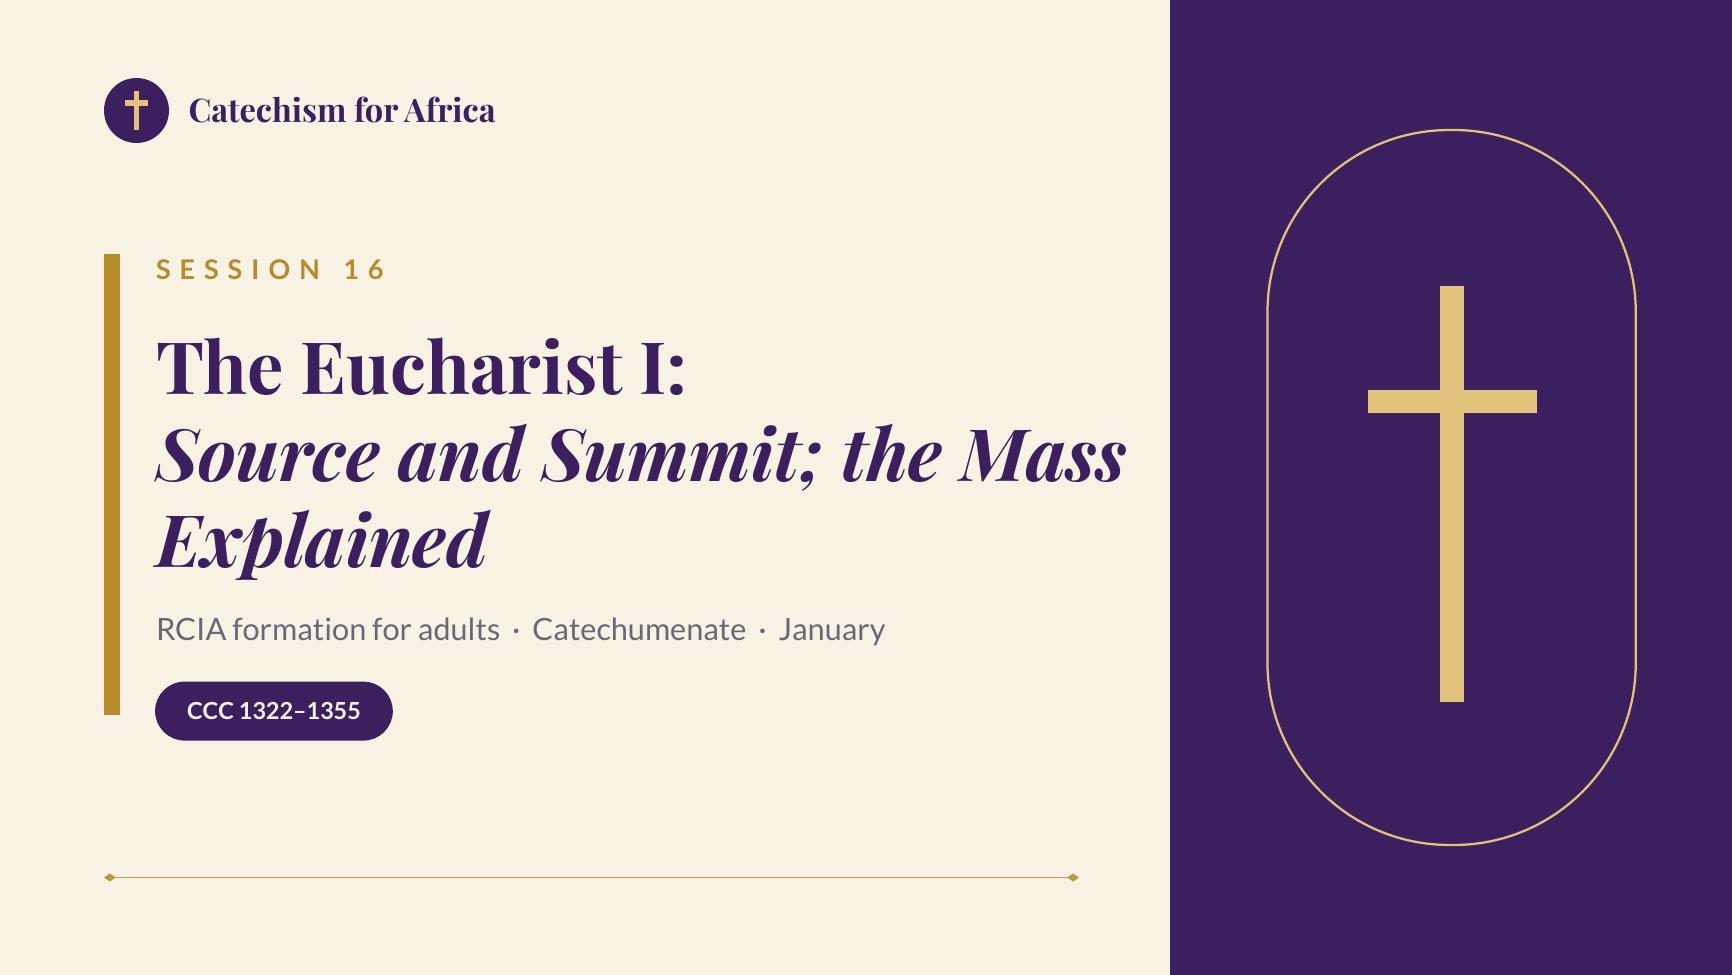 Catechism for Africa
SESSION 16
The Eucharist I:
Source and Summit; the Mass
Explained
RCIA formation for adults · Catechumenate · January
CCC 1322–1355